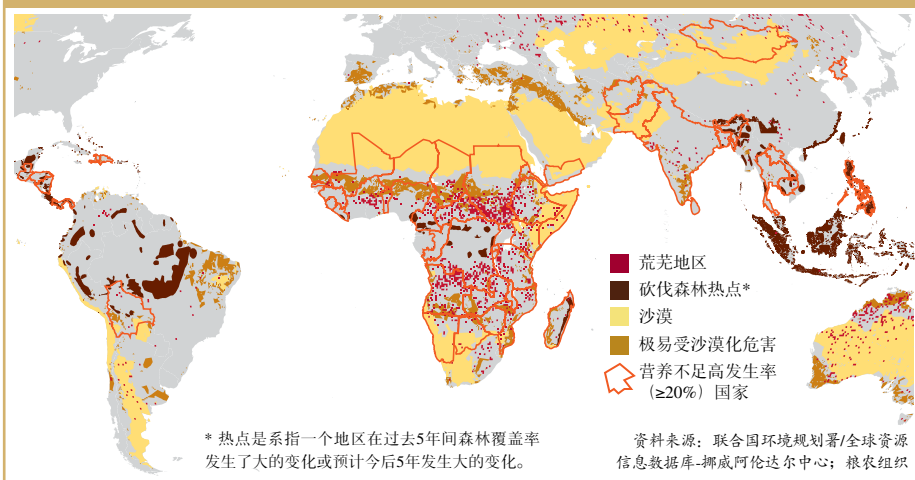 荒芜地区
砍伐森林热点*
沙漠
极易受沙漠化危害
营养不足高发生率
(≥20%) 国家
* 热点是系指一个地区在过去5年间森林覆盖率
发生了大的变化或预计今后5年发生大的变化。
资料来源：联合国环境规划署/全球资源
信息数据库-挪威阿伦达尔中心；粮农组织